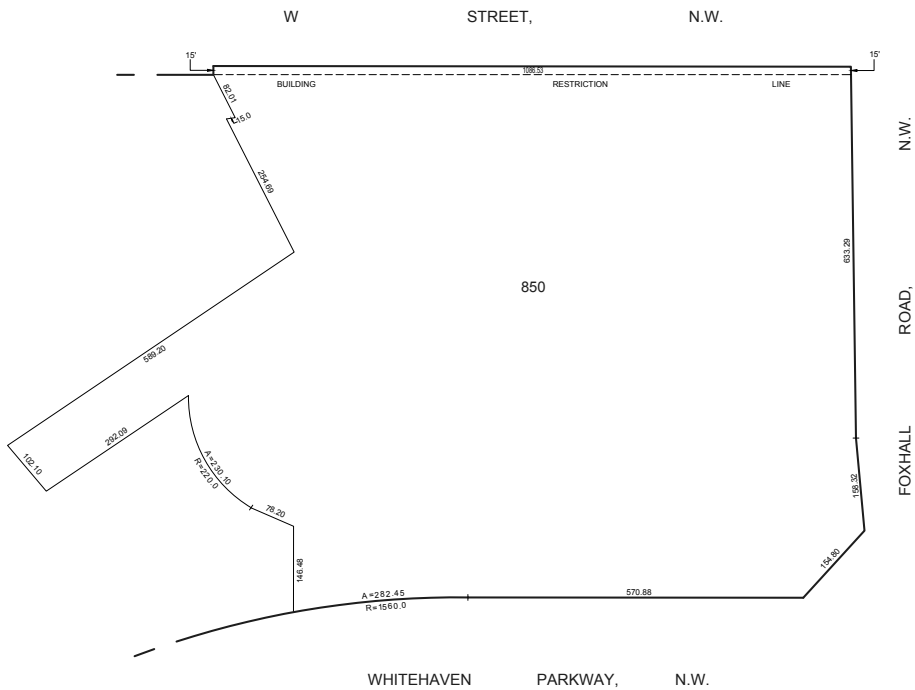 W STREET, N.W.
15'
15'
1086.53
BUILDING RESTRICTION LINE
82.01
15.0
254.69
N.W.
633.29
850
ROAD,
589.20
292.09
102.10
A=230.10
R=220.0
FOXHALL
158.32
78.20
146.48
154.80
A=282.45
R=1560.0
570.88
WHITEHAVEN PARKWAY, N.W.